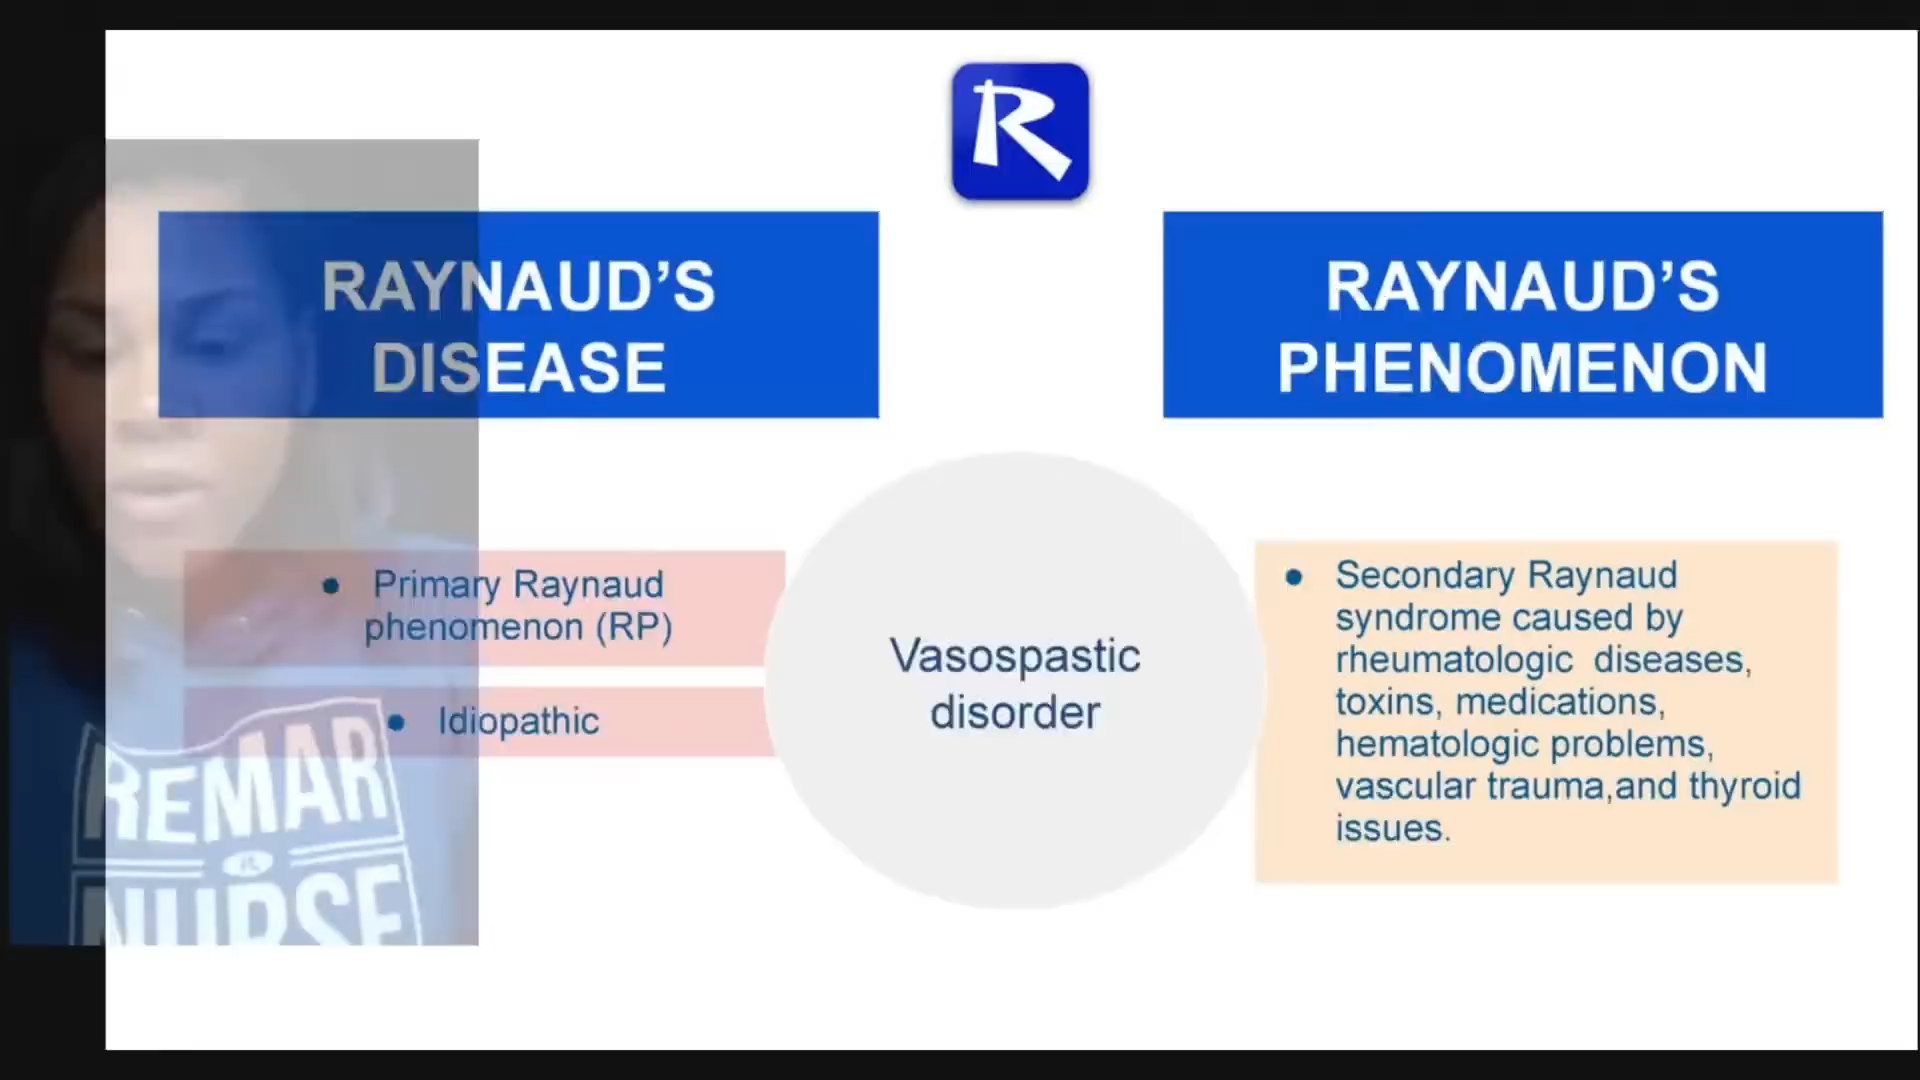 R
RAYNAUD’S
DISEASE
RAYNAUD’S
PHENOMENON
● Primary Raynaud
phenomenon (RP)
● Idiopathic
Vasospastic
disorder
● Secondary Raynaud
syndrome caused by
rheumatologic diseases,
toxins, medications,
hematologic problems,
vascular trauma,and thyroid
issues.
REMAR
NURSE